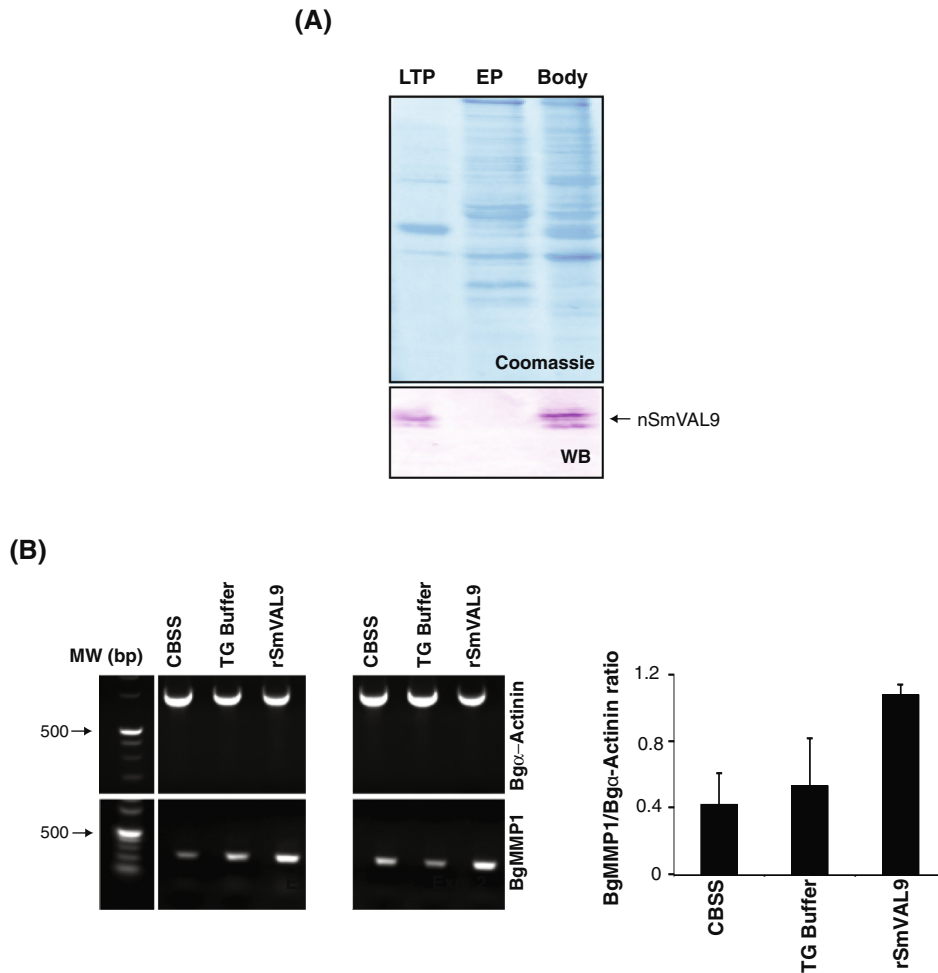 (A)
LTP EP Body
Coomassie
← nSmVAL9
WB
(B)
CBSS TG Buffer rSmVAL9 CBSS TG Buffer rSmVAL9
MW (bp)
500→
Bgα–Actinin
500→
BgMMP1
BgMMP1/Bgα-Actinin ratio
1.2
0.8
0.4
0
CBSS TG Buffer rSmVAL9